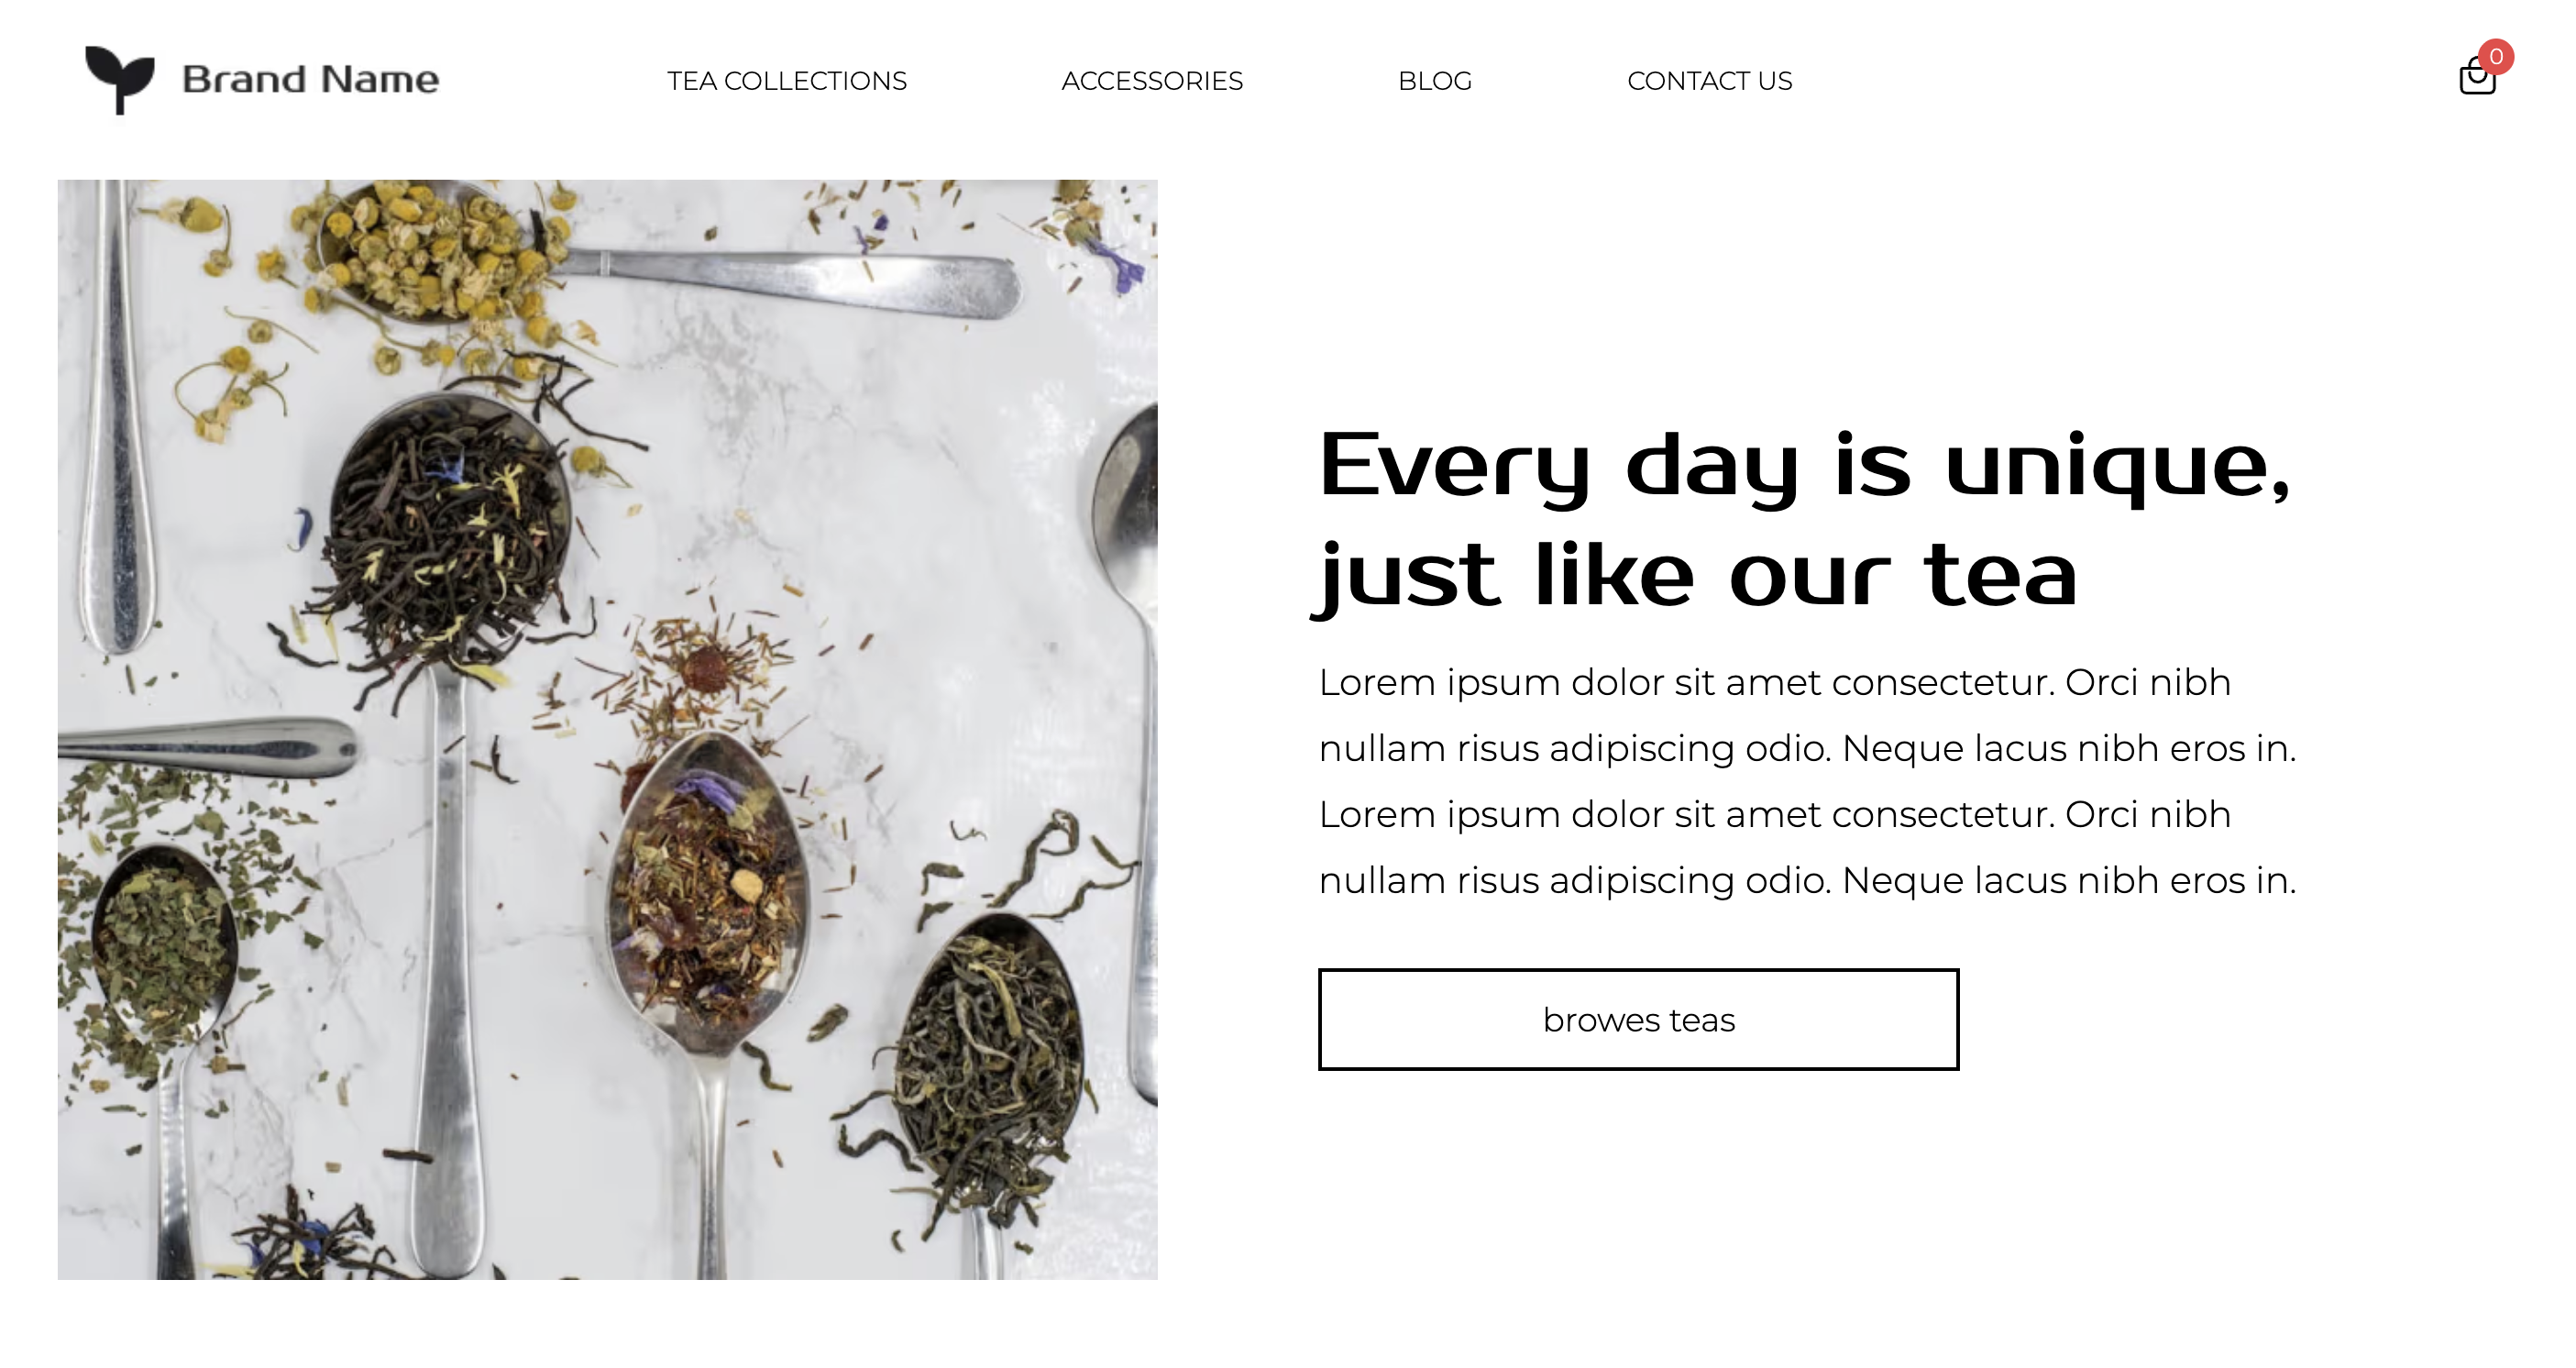 Brand Name
TEA COLLECTIONS
ACCESSORIES
BLOG
CONTACT US
0
Every day is unique,
just like our tea
Lorem ipsum dolor sit amet consectetur. Orci nibh
nullam risus adipiscing odio. Neque lacus nibh eros in.
Lorem ipsum dolor sit amet consectetur. Orci nibh
nullam risus adipiscing odio. Neque lacus nibh eros in.
browes teas